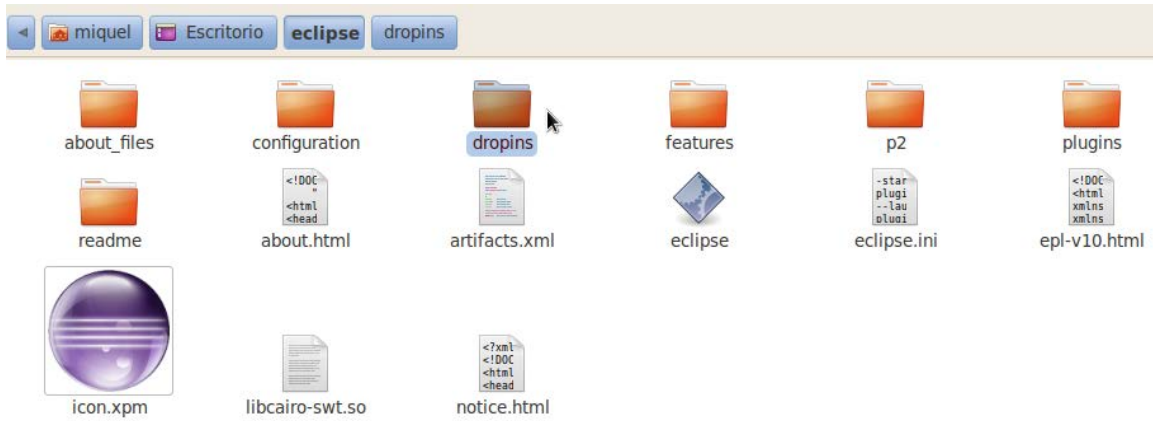 miquel Escritorio eclipse dropins
about_files configuration dropins features p2 plugins
<!DOC -star <!DOC
" plugi <html
<html --lau xmlns
<head plugi xmlns
readme about.html artifacts.xml eclipse eclipse.ini epl-v10.html
<?xml
<!DOC
<html
<head
icon.xpm libcairo-swt.so notice.html